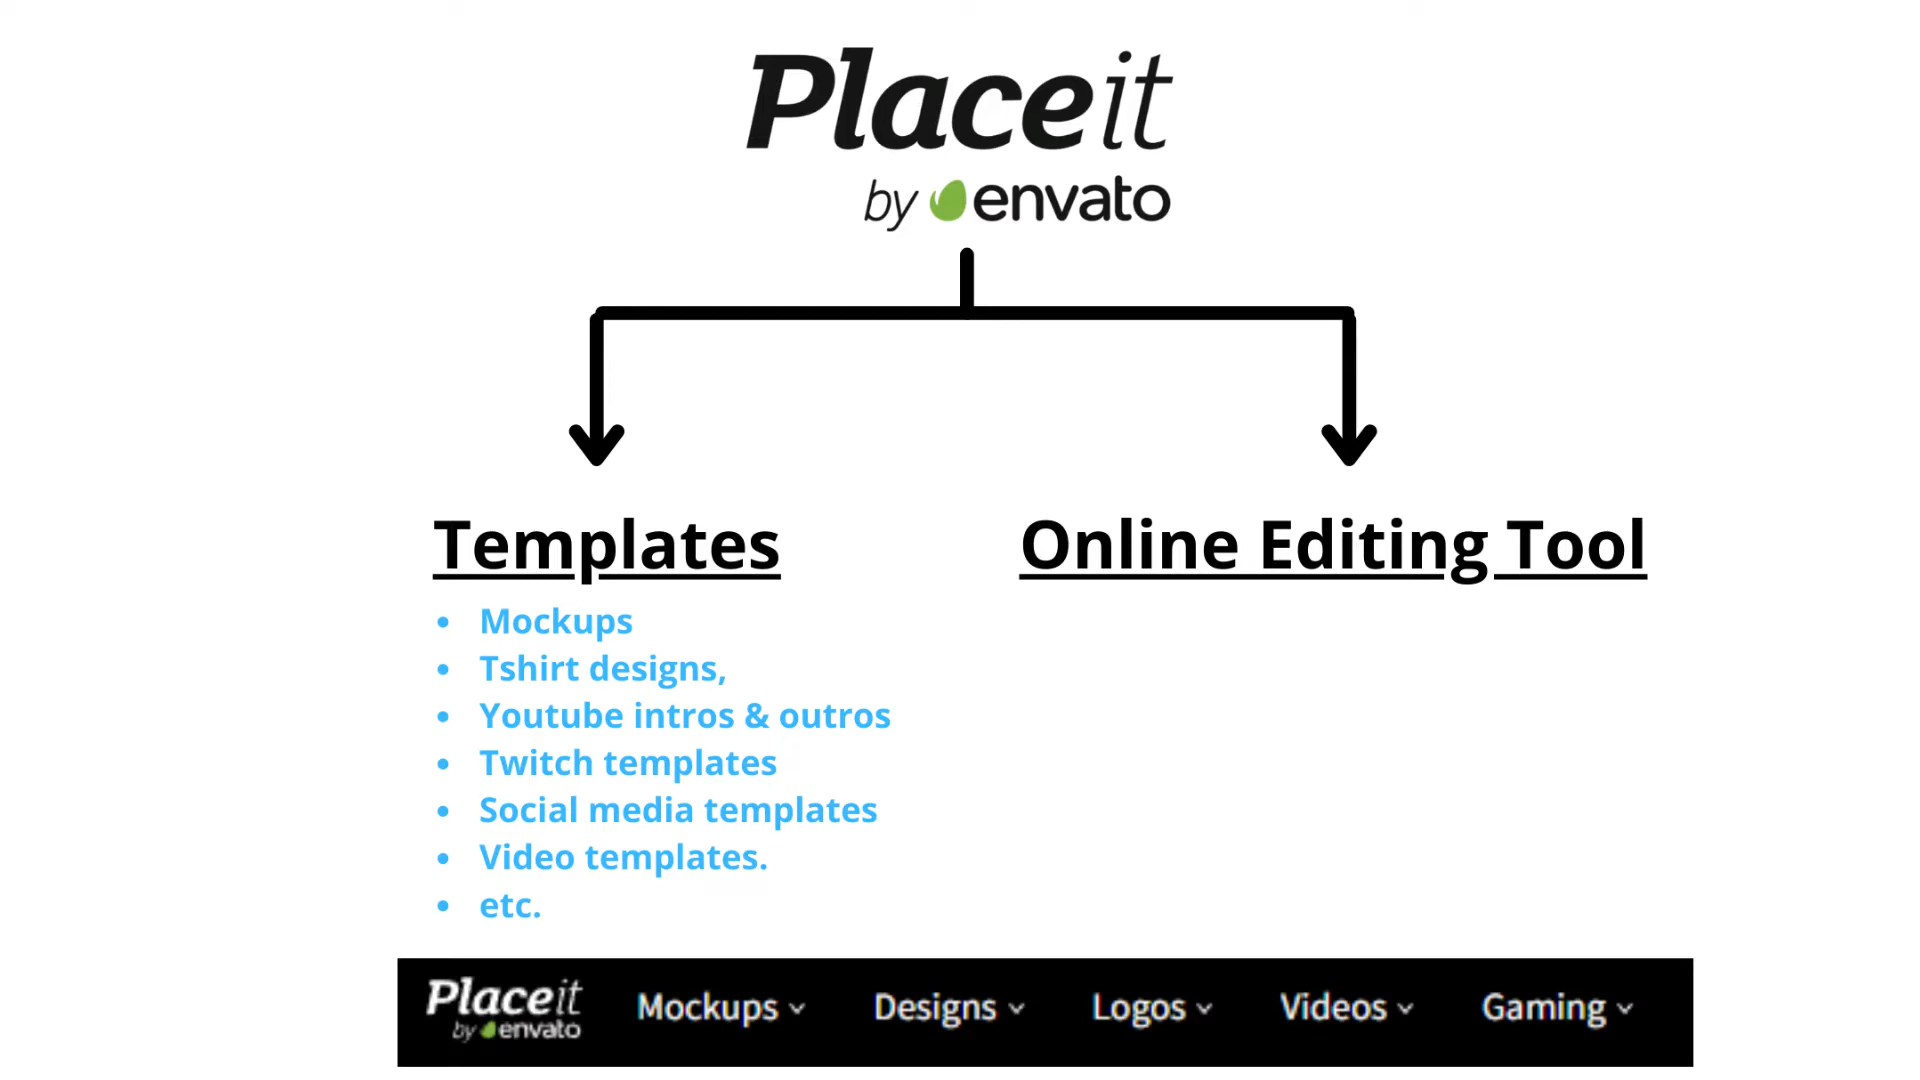 Placeit
by envato
Templates
Online Editing Tool
• Mockups
• Tshirt designs,
• Youtube intros & outros
• Twitch templates
• Social media templates
• Video templates.
• etc.
Placeit by envato Mockups Designs Logos Videos Gaming